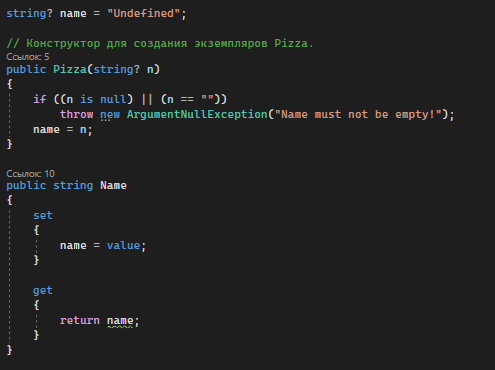 string? name = "Undefined";
// Конструктор для создания экземпляров Pizza.
Ссылок: 5
public Pizza(string? n)
{
if ((n is null) || (n == ""))
throw new ArgumentNullException("Name must not be empty!");
name = n;
}
Ссылок: 10
public string Name
{
set
{
name = value;
}
get
{
return name;
}
}